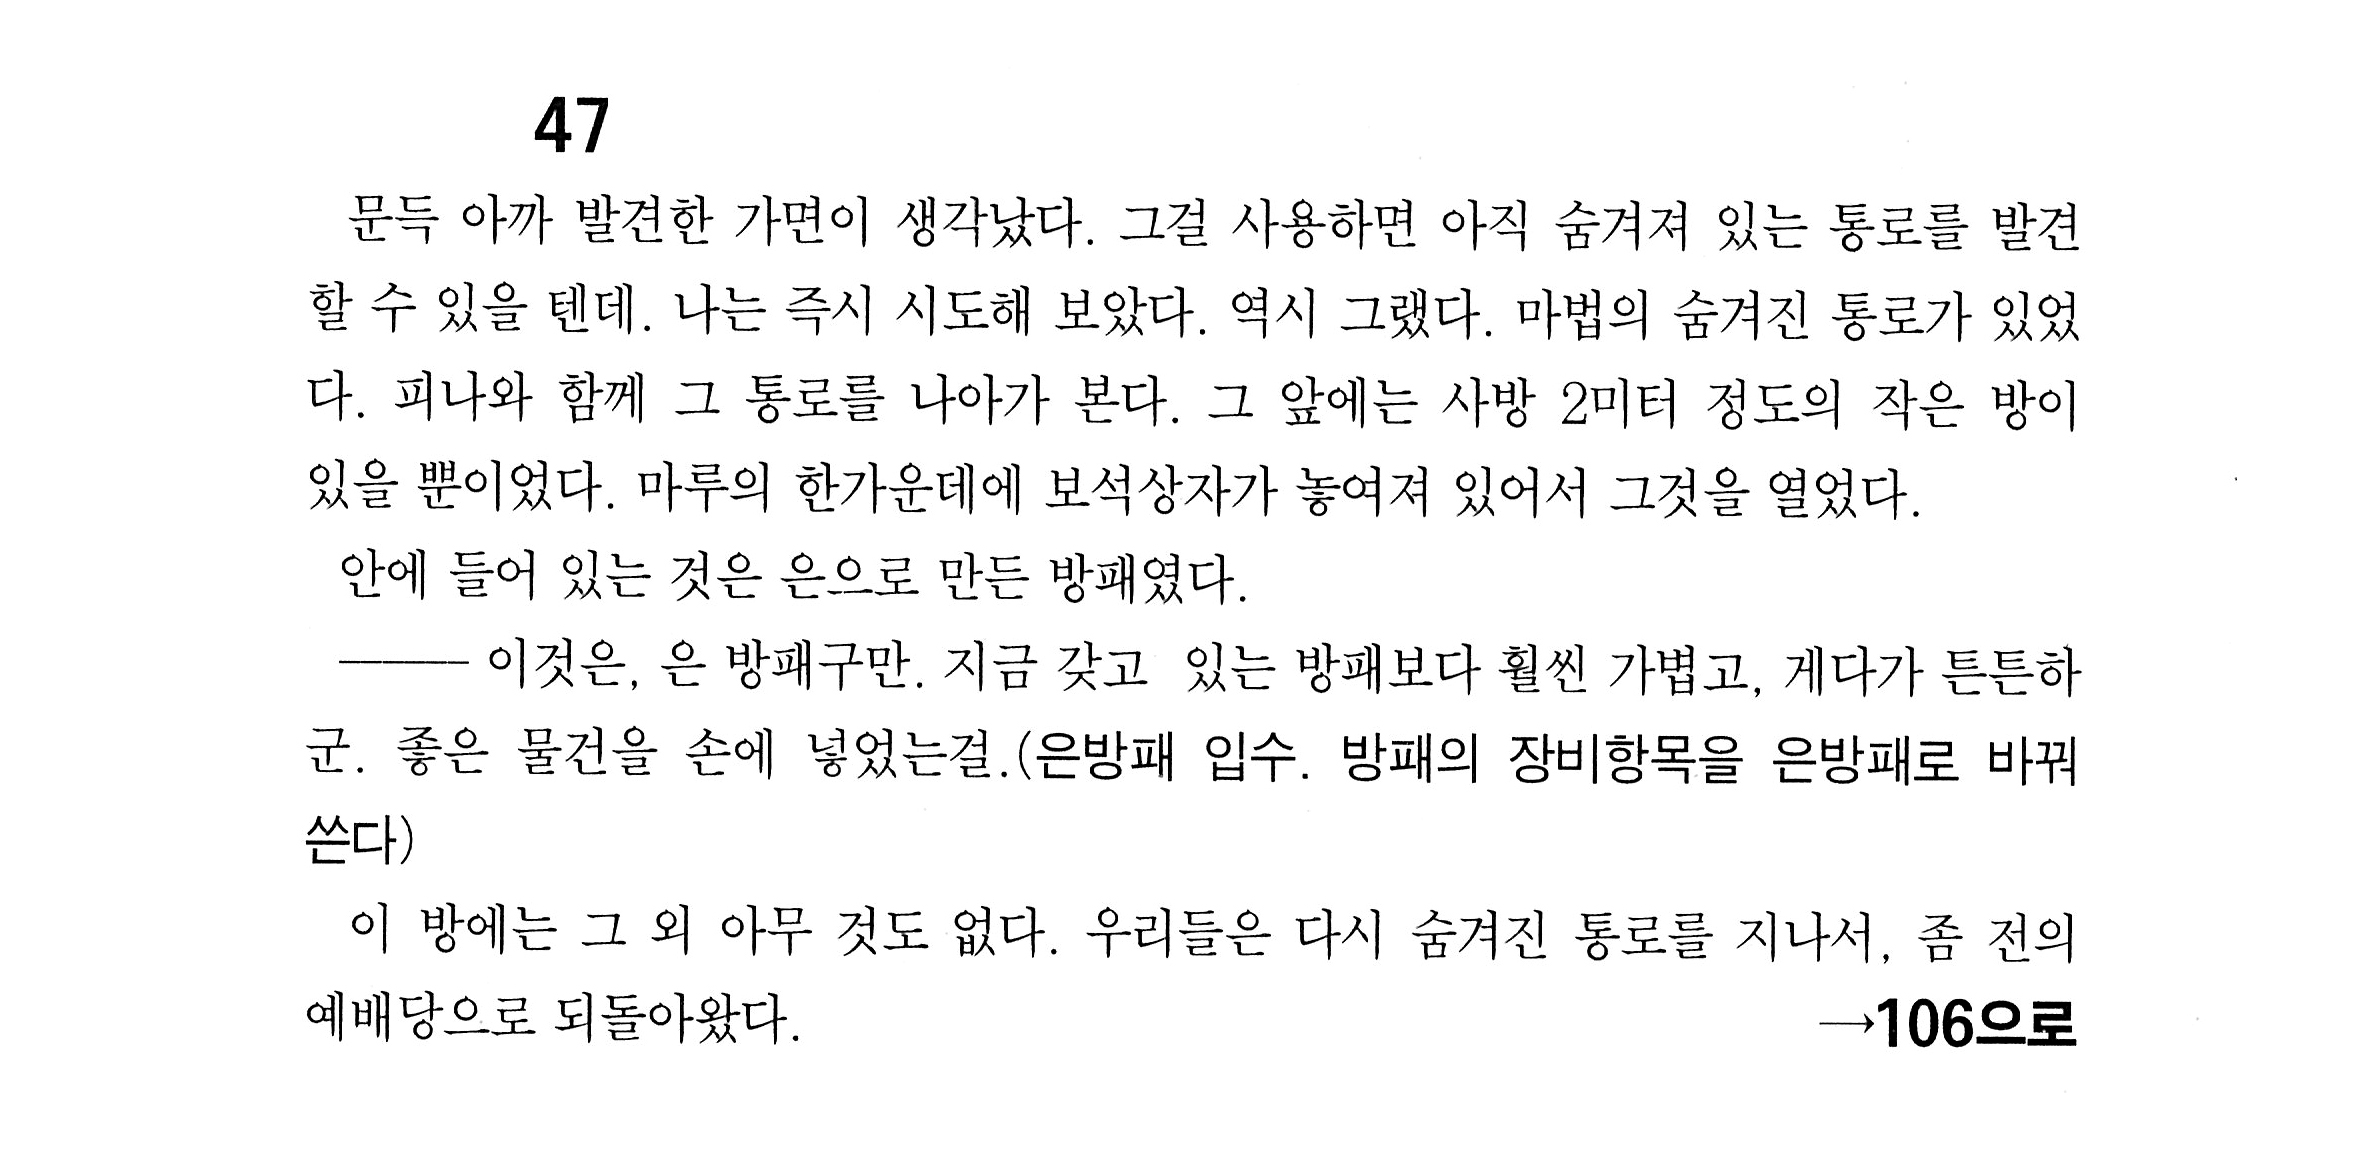 47
문득 아까 발견한 가면이 생각났다. 그걸 사용하면 아직 숨겨져 있는 통로를 발견
할 수 있을 텐데. 나는 즉시 시도해 보았다. 역시 그랬다. 마법의 숨겨진 통로가 있었
다. 피나와 함께 그 통로를 나아가 본다. 그 앞에는 사방 2미터 정도의 작은 방이
있을 뿐이었다. 마루의 한가운데에 보석상자가 놓여져 있어서 그것을 열었다.
안에 들어 있는 것은 은으로 만든 방패였다.
─── 이것은, 은 방패구만. 지금 갖고 있는 방패보다 훨씬 가볍고, 게다가 튼튼하
군. 좋은 물건을 손에 넣었는걸.(은방패 입수. 방패의 장비항목을 은방패로 바꿔
쓴다)
이 방에는 그 외 아무 것도 없다. 우리들은 다시 숨겨진 통로를 지나서, 좀 전의
예배당으로 되돌아왔다. →106으로